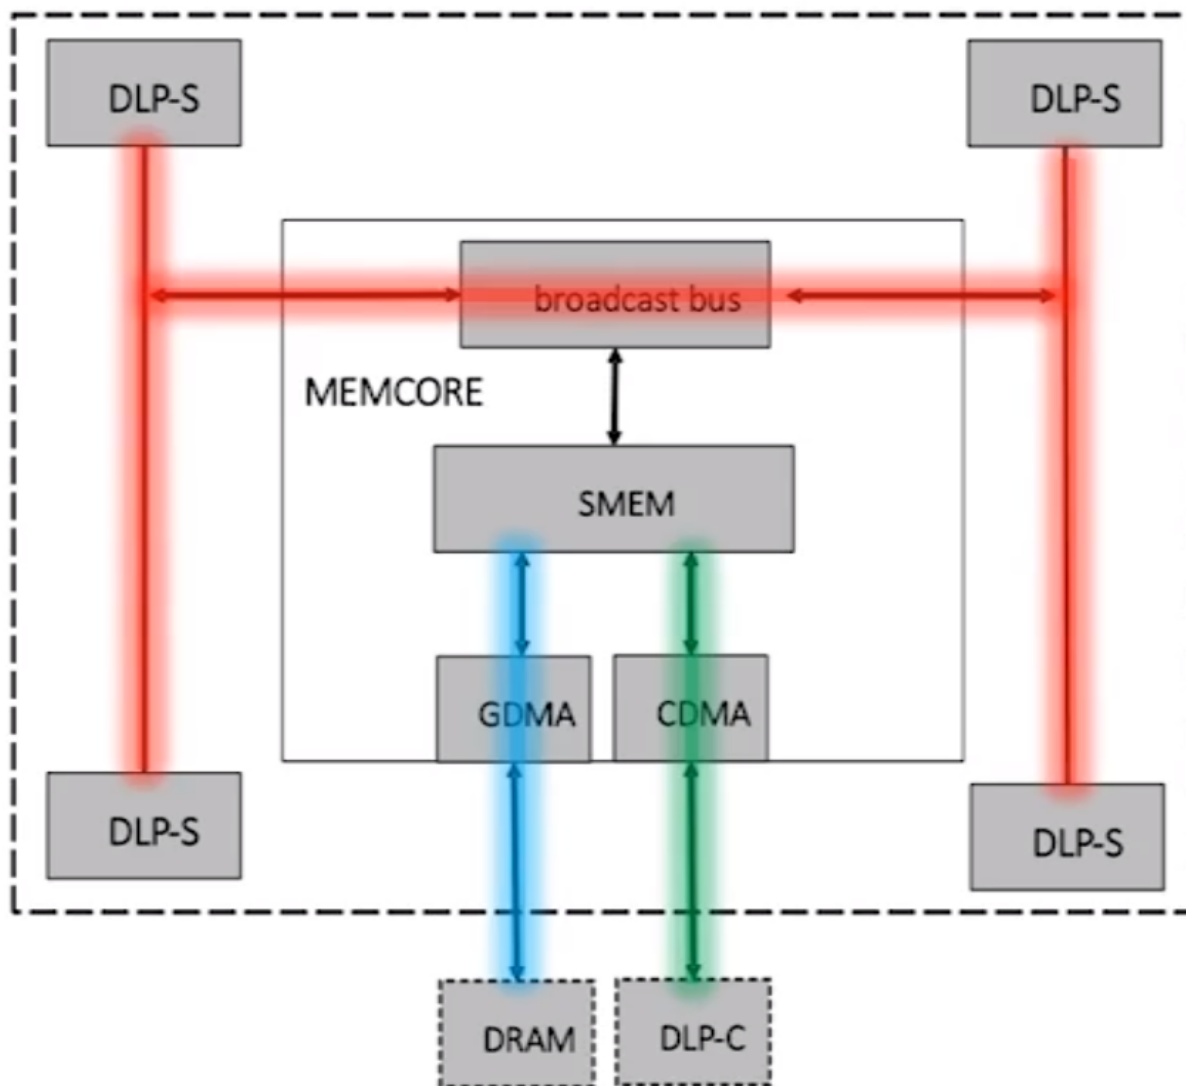 DLP-S
DLP-S
broadcast bus
MEMCORE
SMEM
GDMA
CDMA
DLP-S
DLP-S
DRAM
DLP-C